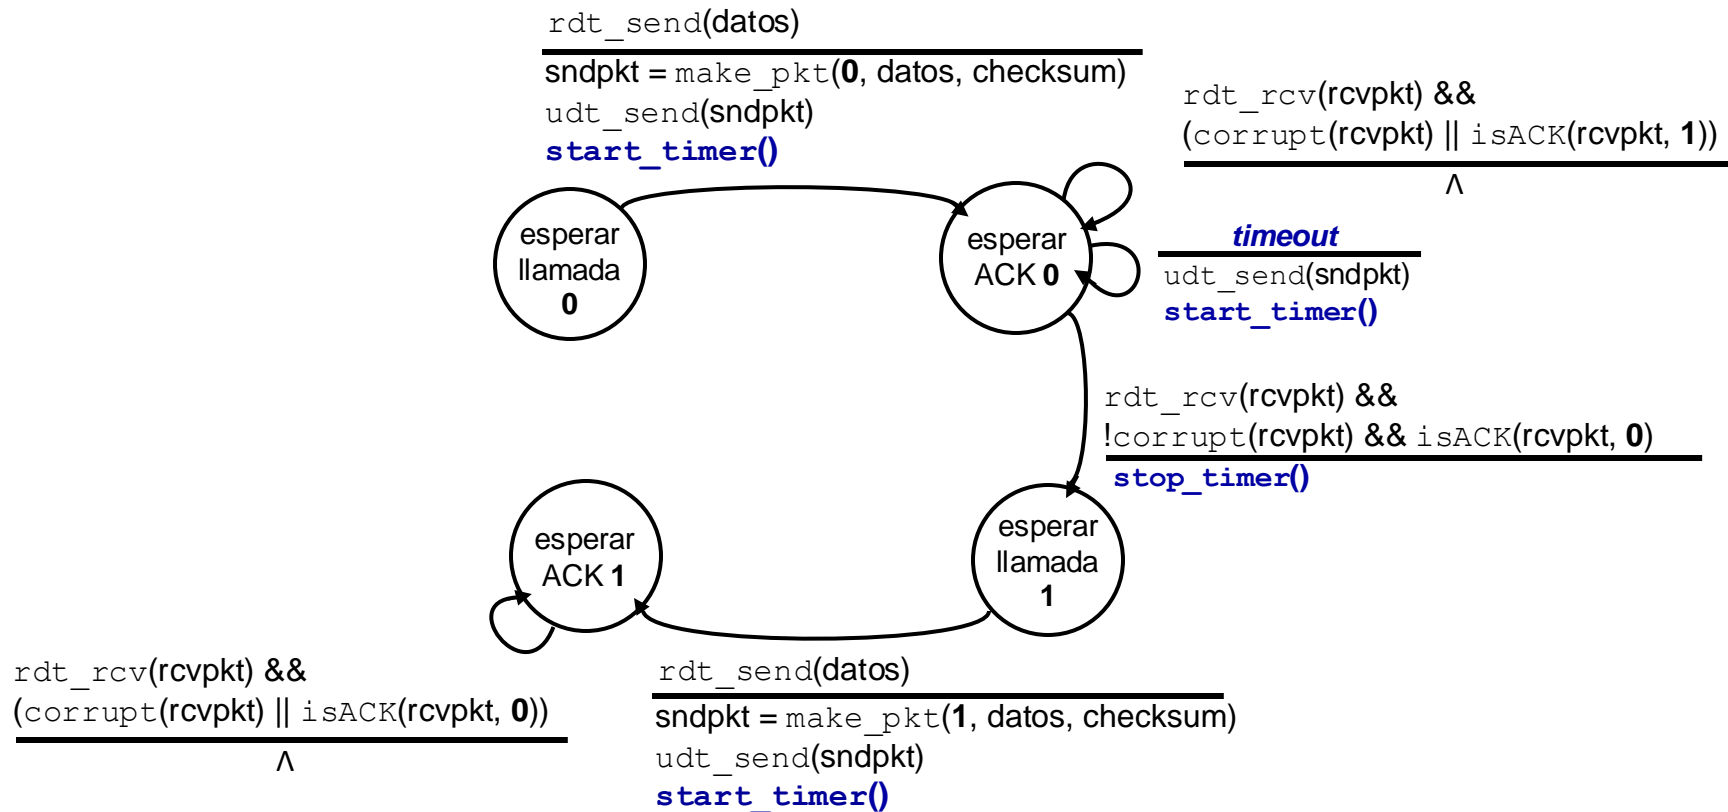 rdt_send(datos)
sndpkt = make_pkt(0, datos, checksum)
udt_send(sndpkt)
start_timer()
rdt_rcv(rcvpkt) &&
(corrupt(rcvpkt) || isACK(rcvpkt, 1))
Λ
esperar
llamada
0
esperar
ACK 0
timeout
udt_send(sndpkt)
start_timer()
rdt_rcv(rcvpkt) &&
!corrupt(rcvpkt) && isACK(rcvpkt, 0)
stop_timer()
esperar
ACK 1
esperar
llamada
1
rdt_rcv(rcvpkt) &&
(corrupt(rcvpkt) || isACK(rcvpkt, 0))
Λ
rdt_send(datos)
sndpkt = make_pkt(1, datos, checksum)
udt_send(sndpkt)
start_timer()